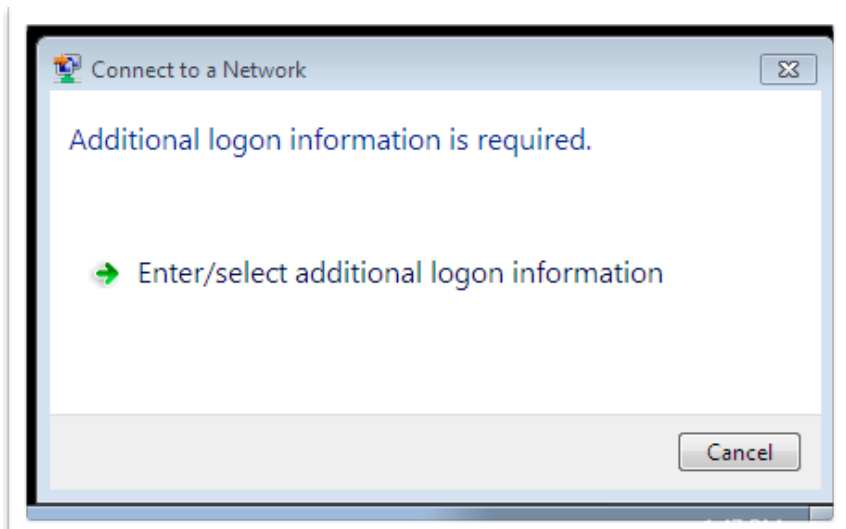 Connect to a Network
Additional logon information is required.
Enter/select additional logon information
Cancel